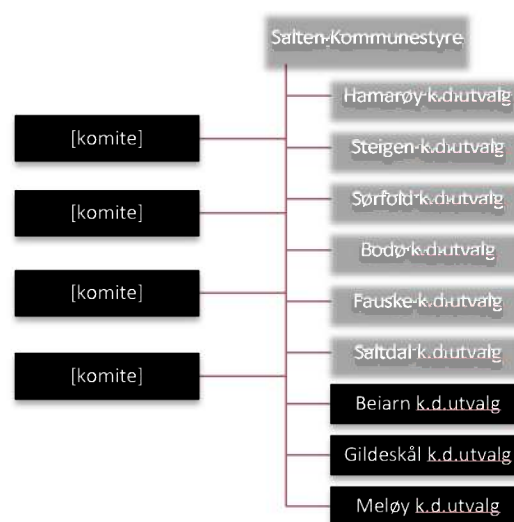 Salten Kommunestyre
Hamarøy k.d.utvalg
[komite]
Steigen k.d.utvalg
Sørfold k.d.utvalg
[komite]
Bodø k.d.utvalg
[komite]
Fauske k.d.utvalg
Saltdal k.d.utvalg
[komite]
Beiarn k.d.utvalg
Gildeskål k.d.utvalg
Meløy k.d.utvalg